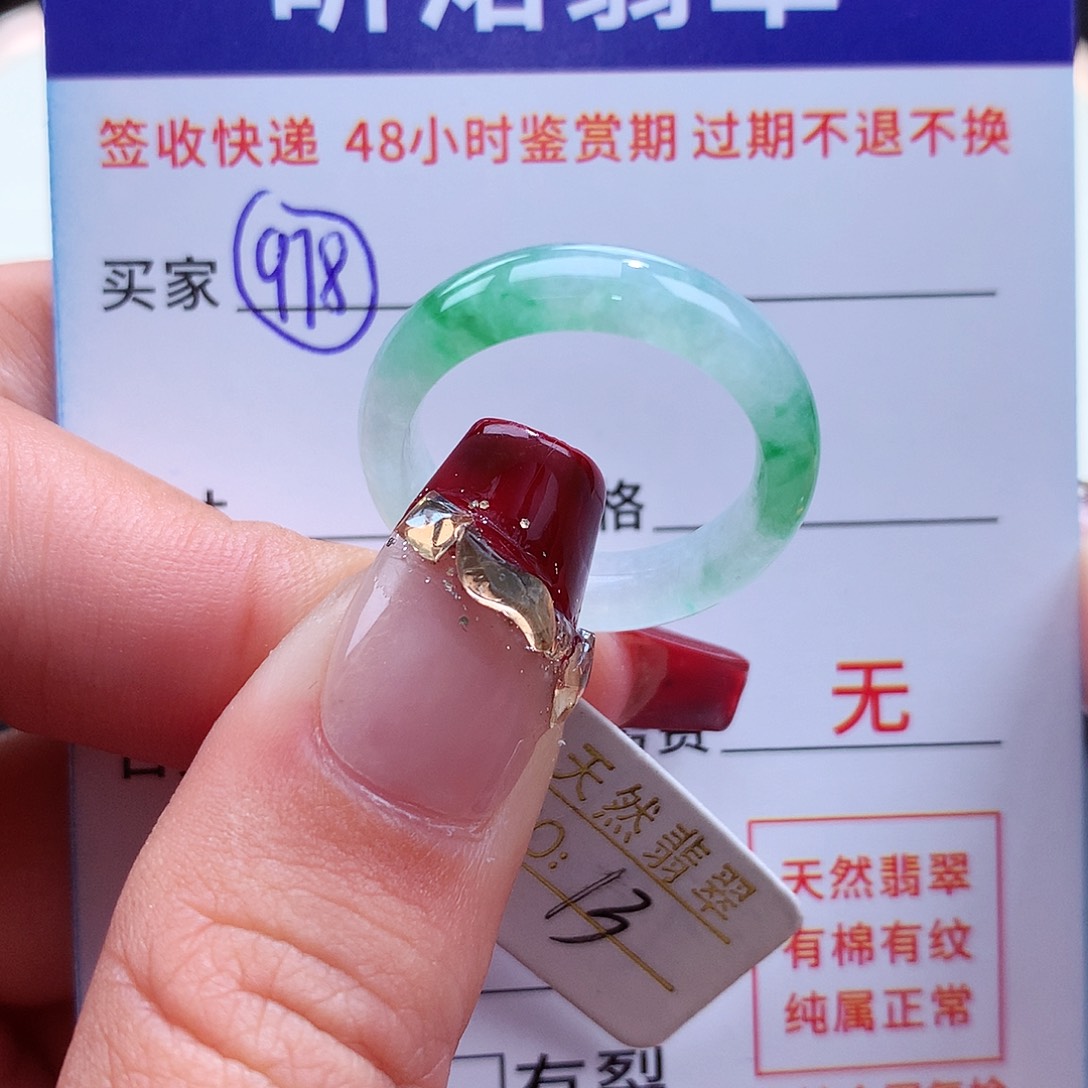 翡翠
签收快递 48小时鉴赏期 过期不退不换
买家 978
格
无
天然翡翠
O: 13
天然翡翠
有棉有纹
纯属正常
有裂